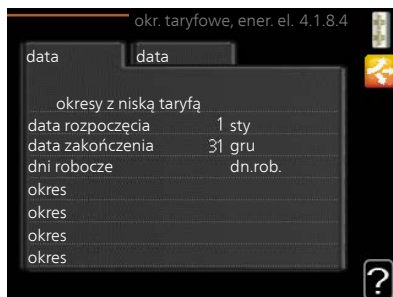 okr. taryfowe, ener. el. 4.1.8.4
data data
okresy z niską taryfą
data rozpoczęcia 1 sty
data zakończenia 31 gru
dni robocze dn.rob.
okres
okres
okres
okres
?